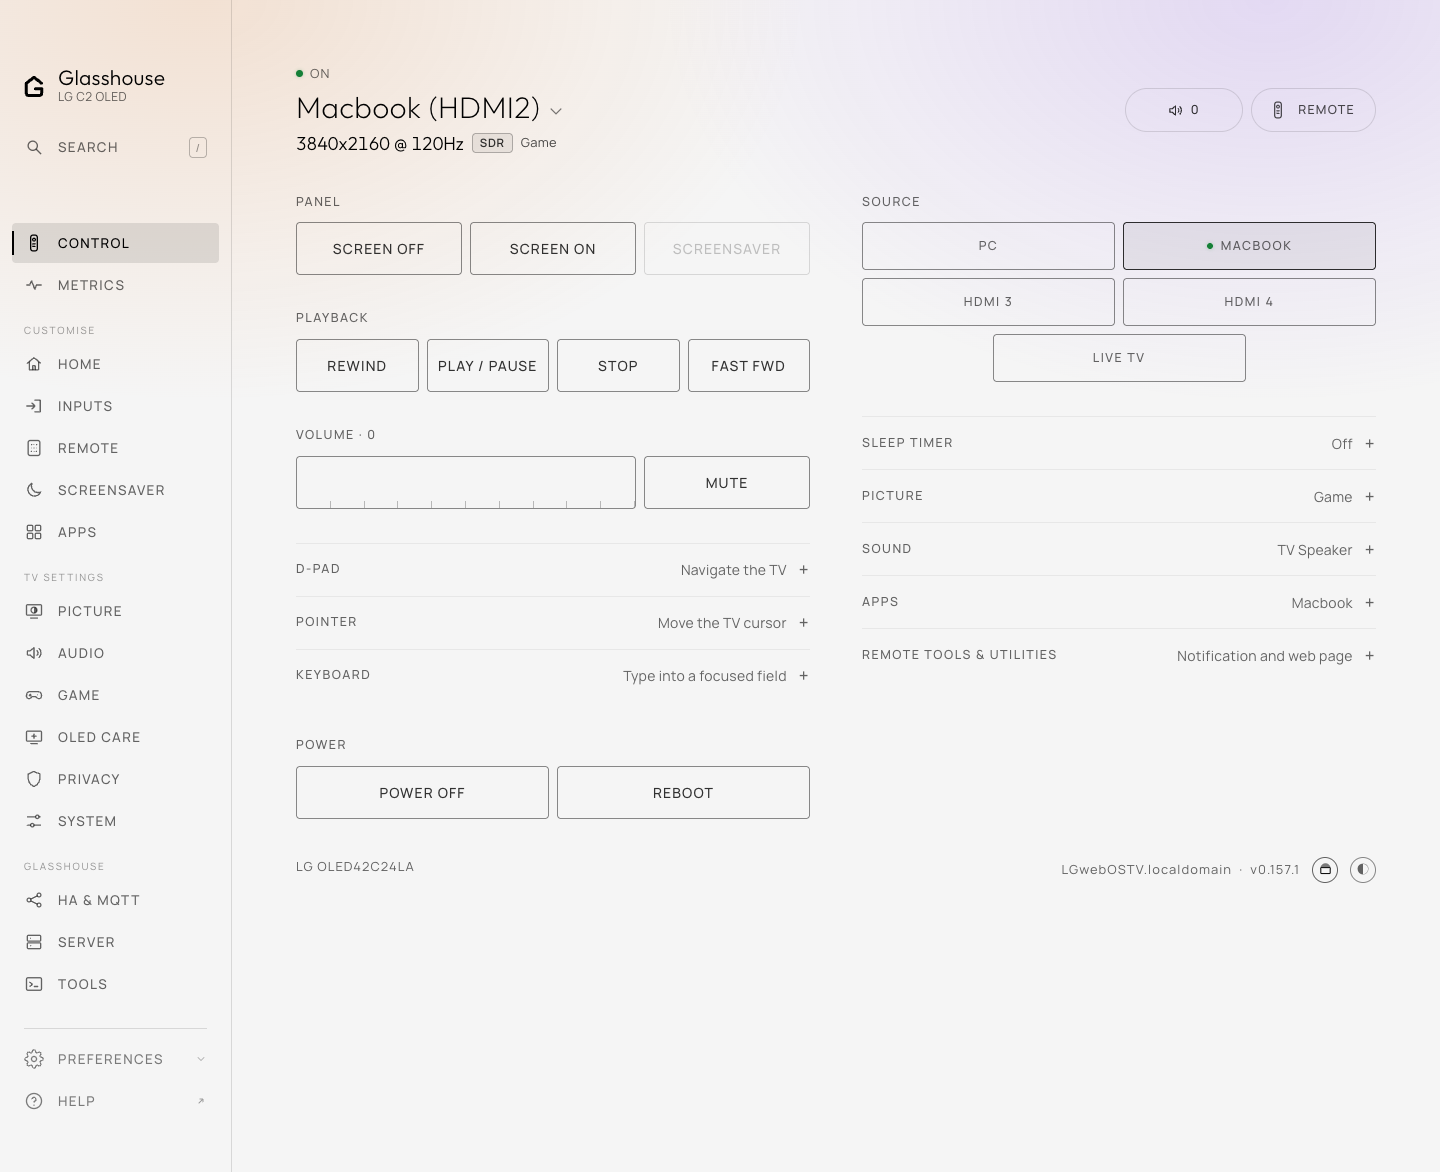 Glasshouse
LG C2 OLED
SEARCH /
CONTROL
METRICS
CUSTOMISE
HOME
INPUTS
REMOTE
SCREENSAVER
APPS
TV SETTINGS
PICTURE
AUDIO
GAME
OLED CARE
PRIVACY
SYSTEM
GLASSHOUSE
HA & MQTT
SERVER
TOOLS
PREFERENCES
HELP
ON
Macbook (HDMI2)
3840x2160 @ 120Hz SDR Game
0 REMOTE
PANEL
SCREEN OFF SCREEN ON SCREENSAVER
PLAYBACK
REWIND PLAY / PAUSE STOP FAST FWD
VOLUME · 0
MUTE
D-PAD Navigate the TV +
POINTER Move the TV cursor +
KEYBOARD Type into a focused field +
POWER
POWER OFF REBOOT
SOURCE
PC MACBOOK
HDMI 3 HDMI 4
LIVE TV
SLEEP TIMER Off +
PICTURE Game +
SOUND TV Speaker +
APPS Macbook +
REMOTE TOOLS & UTILITIES Notification and web page +
LG OLED42C24LA
LGwebOSTV.localdomain · v0.157.1